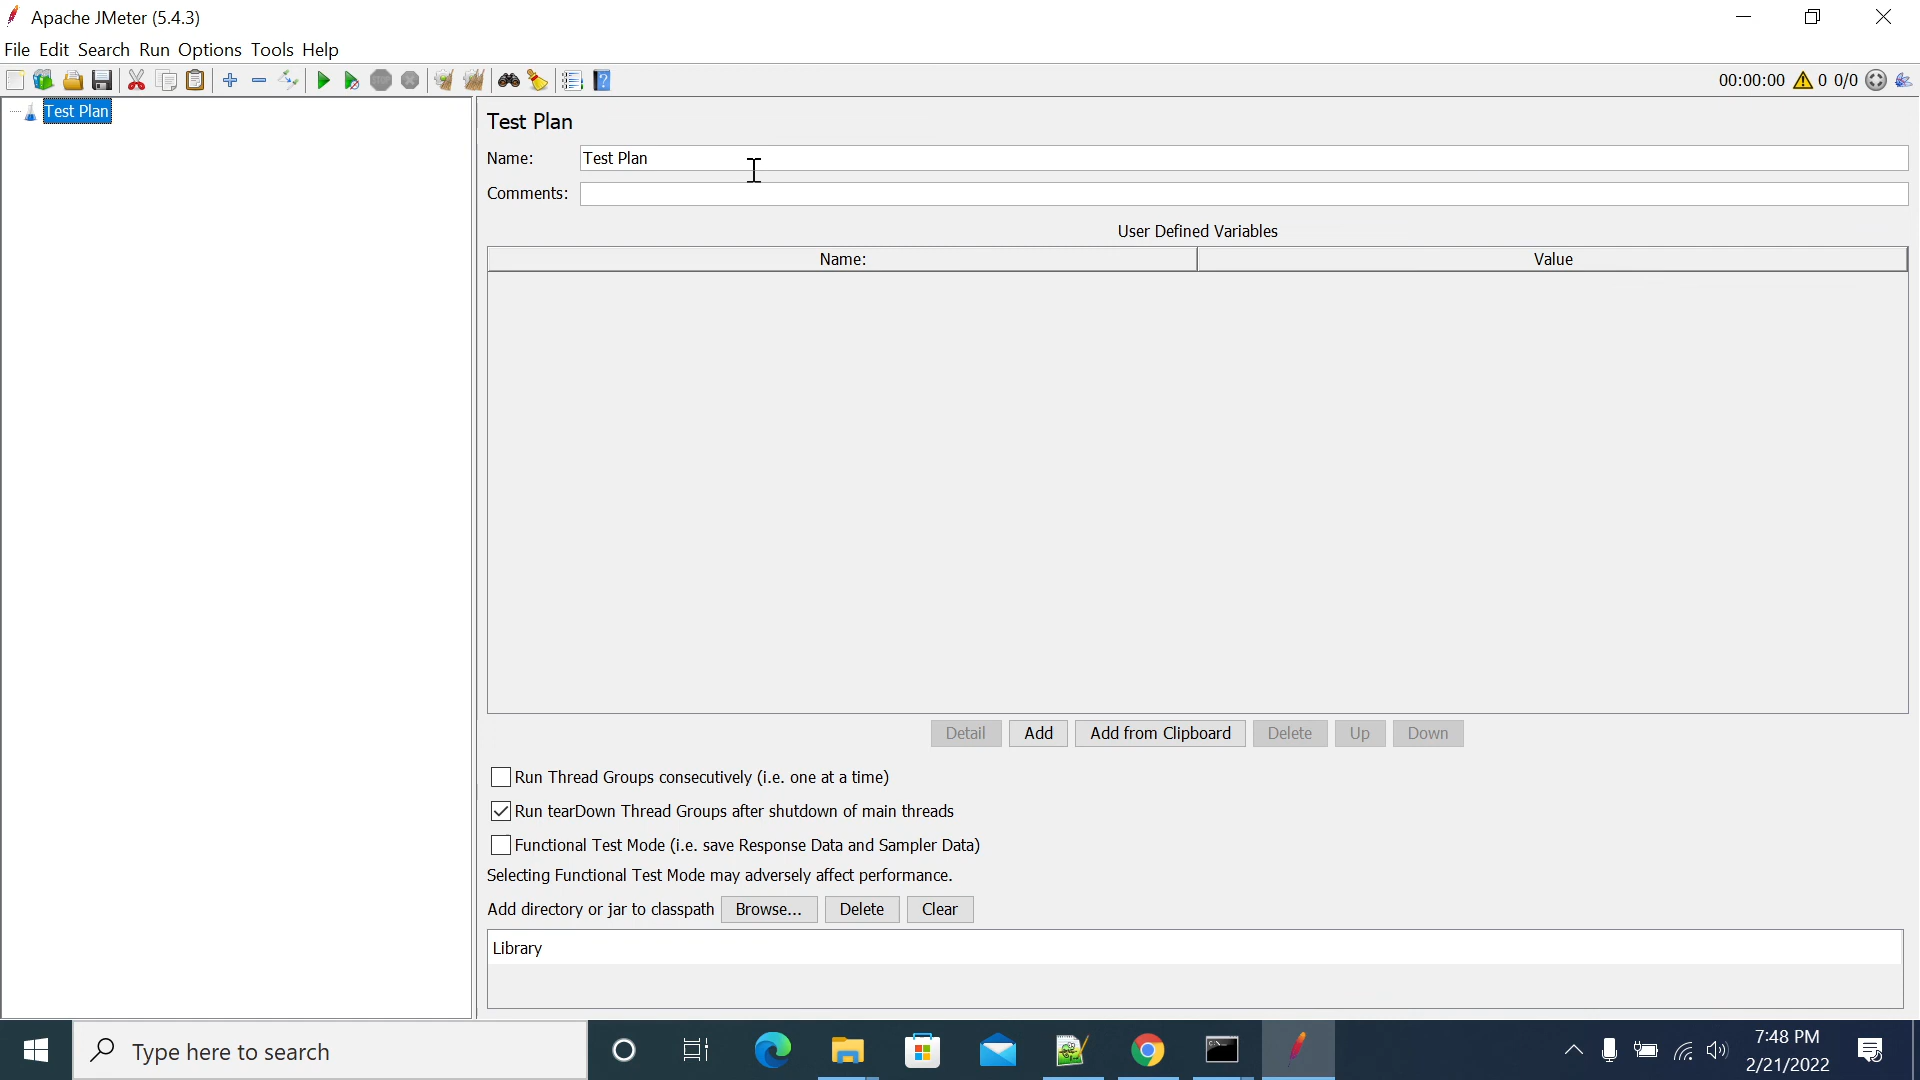 Apache JMeter (5.4.3)
File Edit Search Run Options Tools Help
00:00:00 0 0/0
Test Plan
Test Plan
Name: Test Plan
Comments:
User Defined Variables
Name: Value
Detail Add Add from Clipboard Delete Up Down
Run Thread Groups consecutively (i.e. one at a time)
Run tearDown Thread Groups after shutdown of main threads
Functional Test Mode (i.e. save Response Data and Sampler Data)
Selecting Functional Test Mode may adversely affect performance.
Add directory or jar to classpath Browse... Delete Clear
Library
Type here to search
7:48 PM
2/21/2022